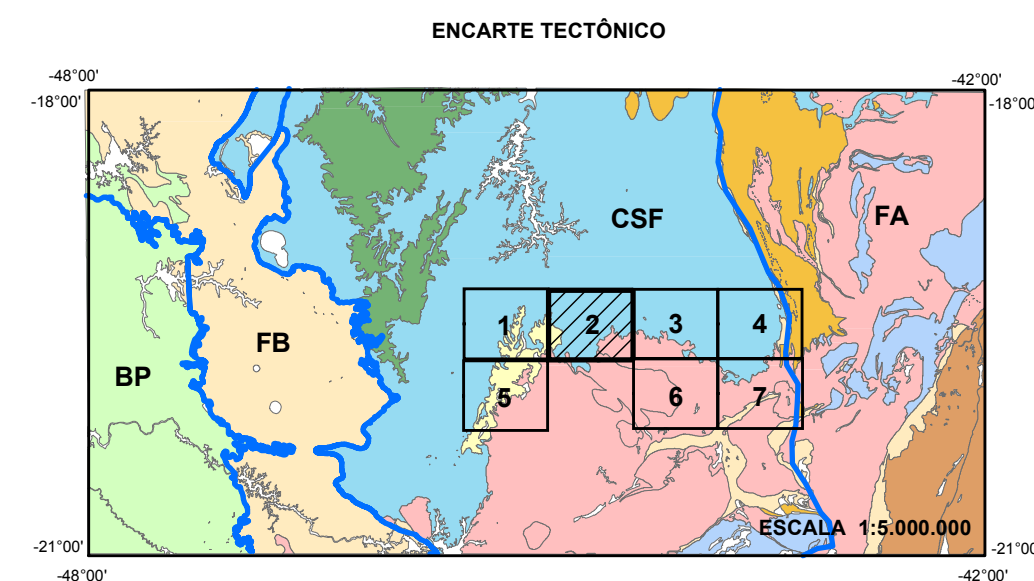 ENCARTE TECTÔNICO
-48°00'
-42°00'
-18°00'
-18°00'
CSF
FA
1
2
3
4
FB
BP
5
6
7
ESCALA 1:5.000.000
-21°00'
-21°00'
-48°00'
-42°00'